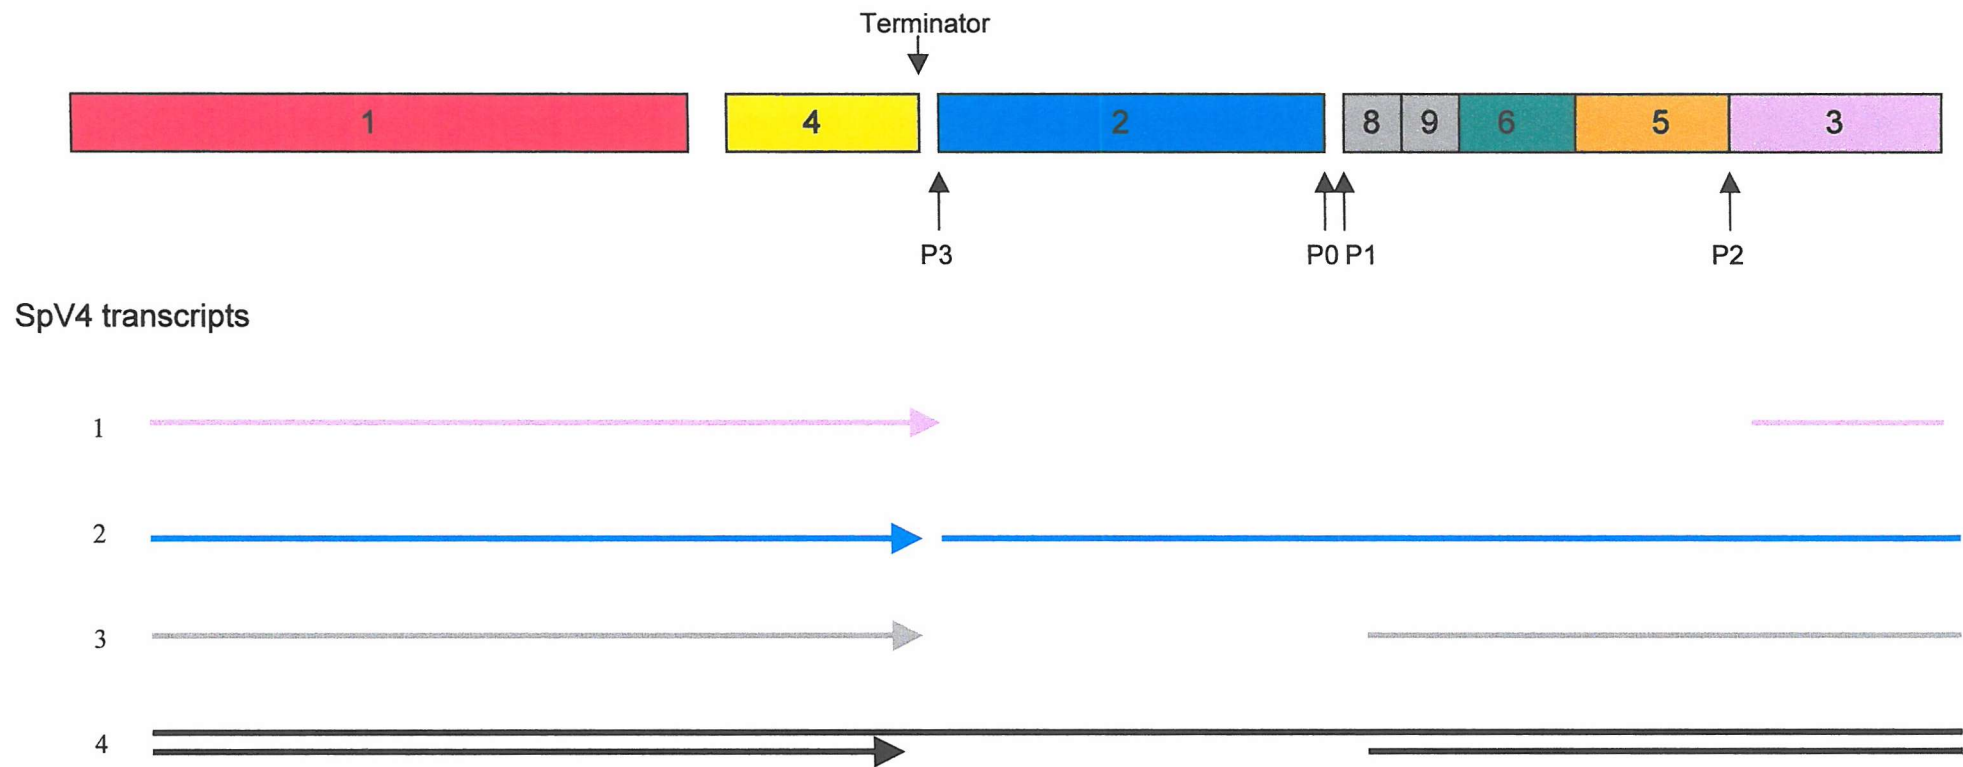 Terminator
1 4 2 8 9 6 5 3
P3 P0 P1 P2
SpV4 transcripts
1
2
3
4